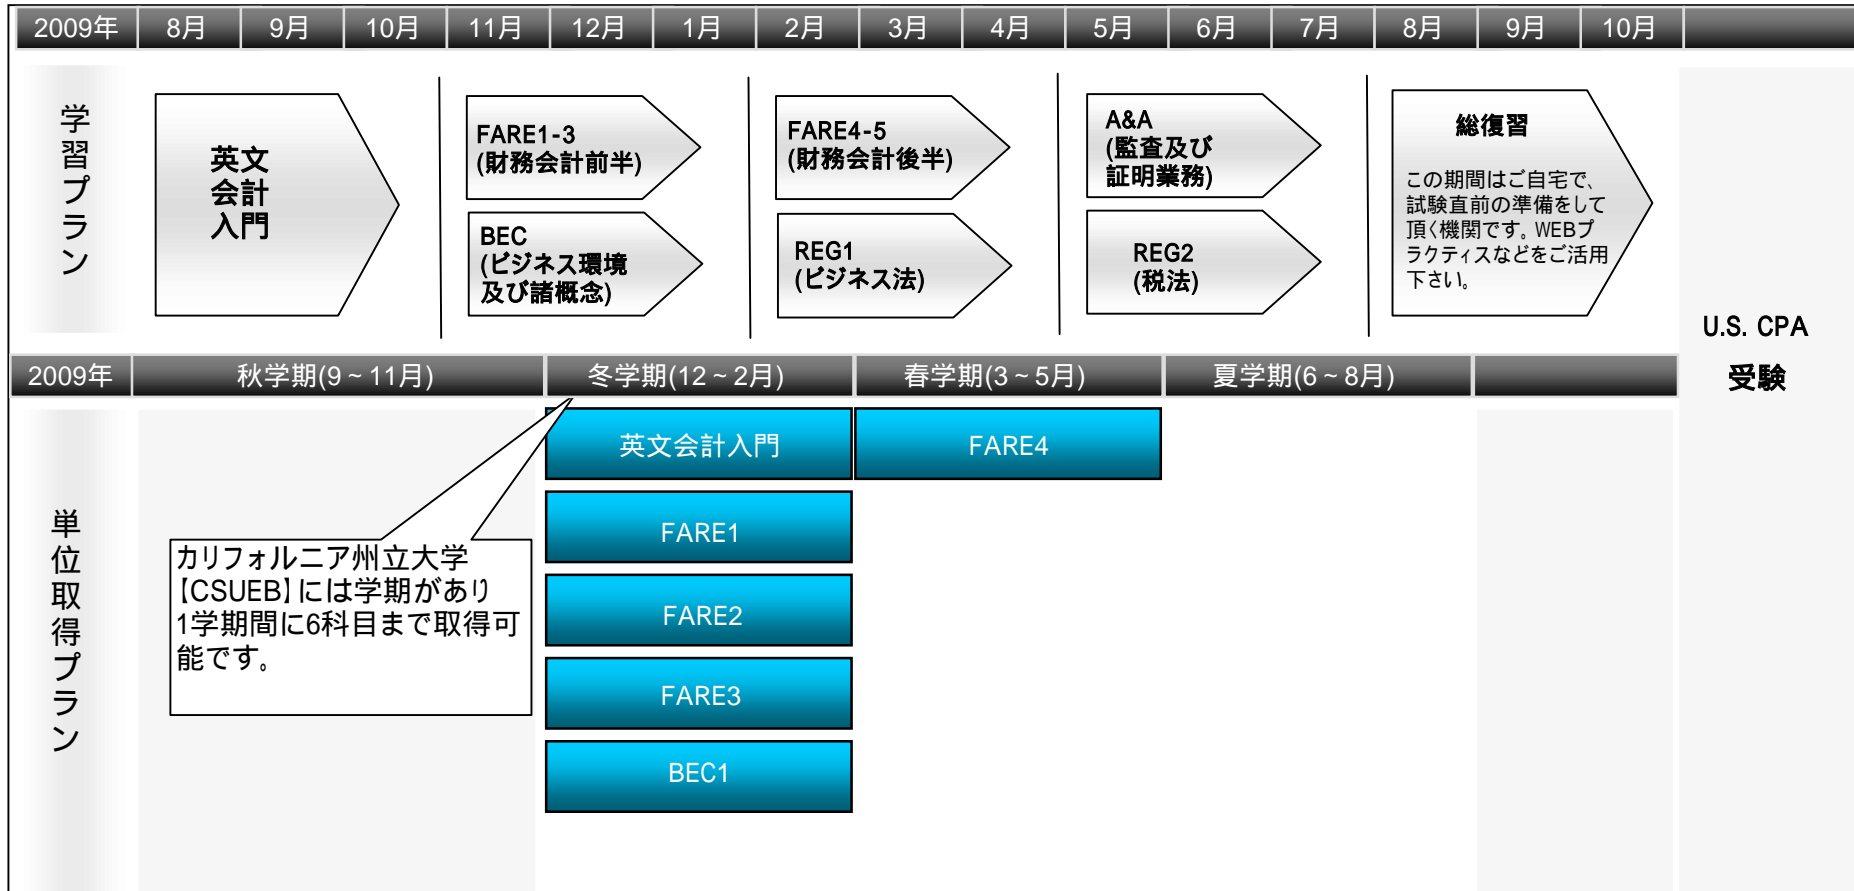 2009年 8月 9月 10月 11月 12月 1月 2月 3月 4月 5月 6月 7月 8月 9月 10月
学習プラン
英文
会計
入門
FARE1-3
(財務会計前半)
BEC
(ビジネス環境
及び諸概念)
FARE4-5
(財務会計後半)
REG1
(ビジネス法)
A&A
(監査及び
証明業務)
REG2
(税法)
総復習
この期間はご自宅で、
試験直前の準備をして
頂く機関です。WEBプ
ラクティスなどをご活用
下さい。
U.S. CPA
受験
2009年 秋学期(9~11月) 冬学期(12~2月) 春学期(3~5月) 夏学期(6~8月)
単位取得プラン
カリフォルニア州立大学
【CSUEB】には学期があり
1学期間に6科目まで取得可
能です。
英文会計入門 FARE4
FARE1
FARE2
FARE3
BEC1